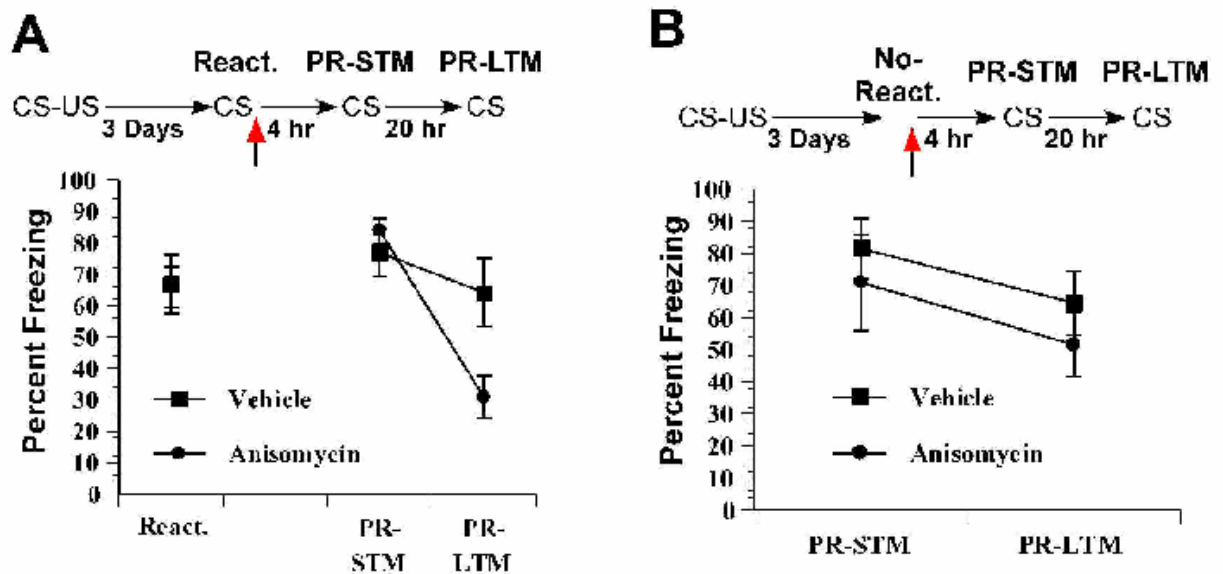 A
React. PR-STM PR-LTM
CS-US CS CS CS
3 Days 4 hr 20 hr
Percent Freezing
100
90
80
70
60
50
40
30
20
10
0
Vehicle
Anisomycin
React. PR-STM PR-LTM
B
No-React. PR-STM PR-LTM
CS-US CS CS
3 Days 4 hr 20 hr
Percent Freezing
100
90
80
70
60
50
40
30
20
10
0
Vehicle
Anisomycin
PR-STM PR-LTM